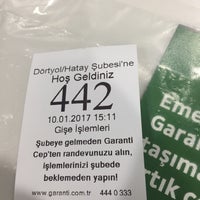 Dörtyol/Hatay Şubesi'ne
Hoş Geldiniz
442
10.01.2017 15:11
Gişe İşlemleri
Şubeye gelmeden Garanti
Cep'ten randevunuzu alın,
işlemlerinizi şubede
beklemeden yapın!
www.garanti.com.tr 444 0 333